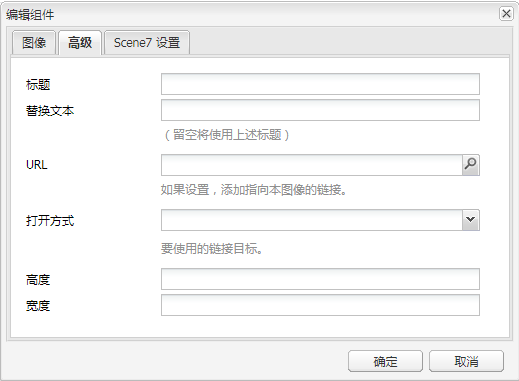 编辑组件
图像 高级 Scene7 设置
标题
替换文本
（留空将使用上述标题）
URL
如果设置，添加指向本图像的链接。
打开方式
要使用的链接目标。
高度
宽度
确定 取消